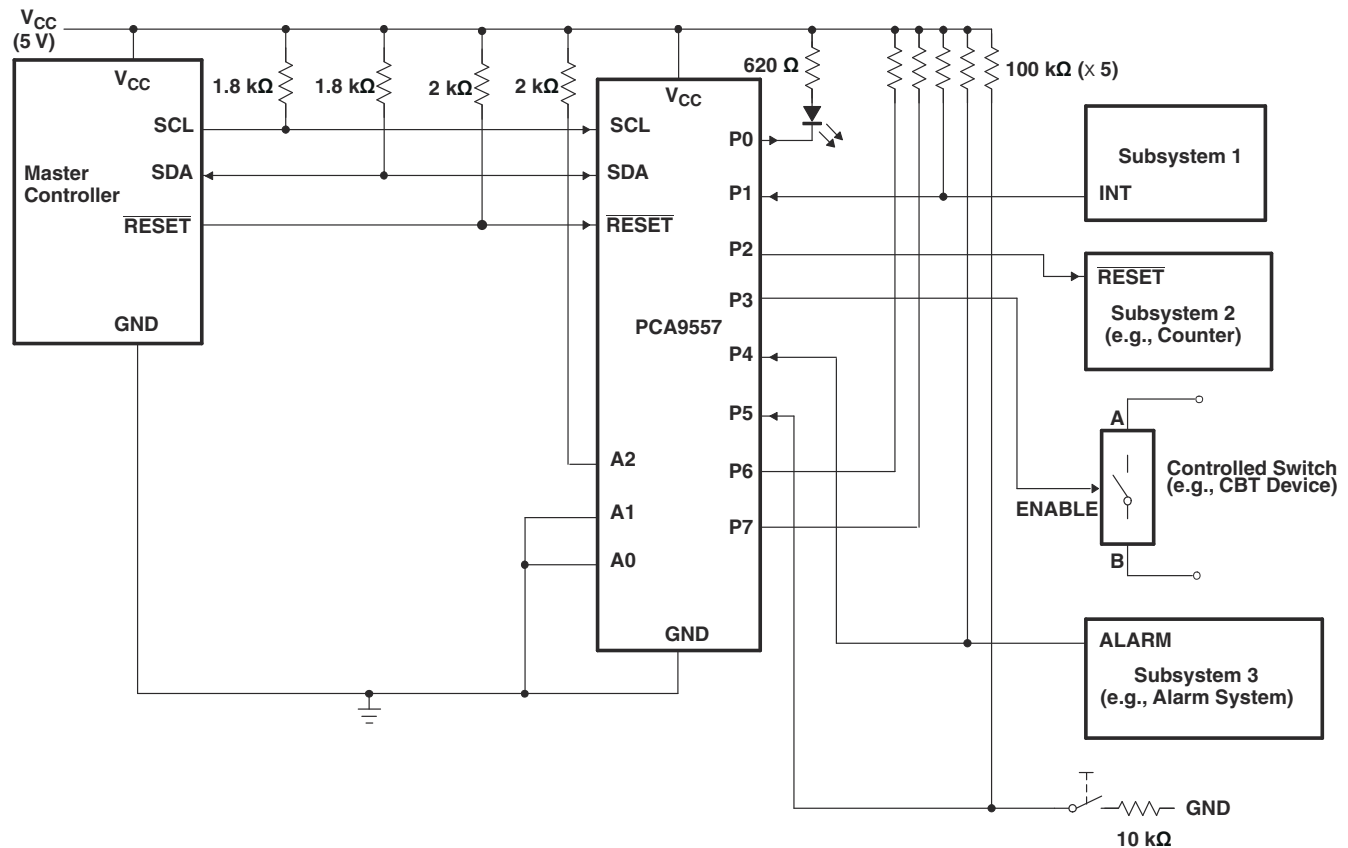 VCC
(5 V)
VCC
SCL
SDA
RESET
GND
Master
Controller
1.8 kΩ
1.8 kΩ
2 kΩ
2 kΩ
VCC
SCL
SDA
RESET
PCA9557
A2
A1
A0
GND
P0
P1
P2
P3
P4
P5
P6
P7
620 Ω
100 kΩ (x 5)
Subsystem 1
INT
RESET
Subsystem 2
(e.g., Counter)
A
Controlled Switch
(e.g., CBT Device)
ENABLE
B
ALARM
Subsystem 3
(e.g., Alarm System)
GND
10 kΩ